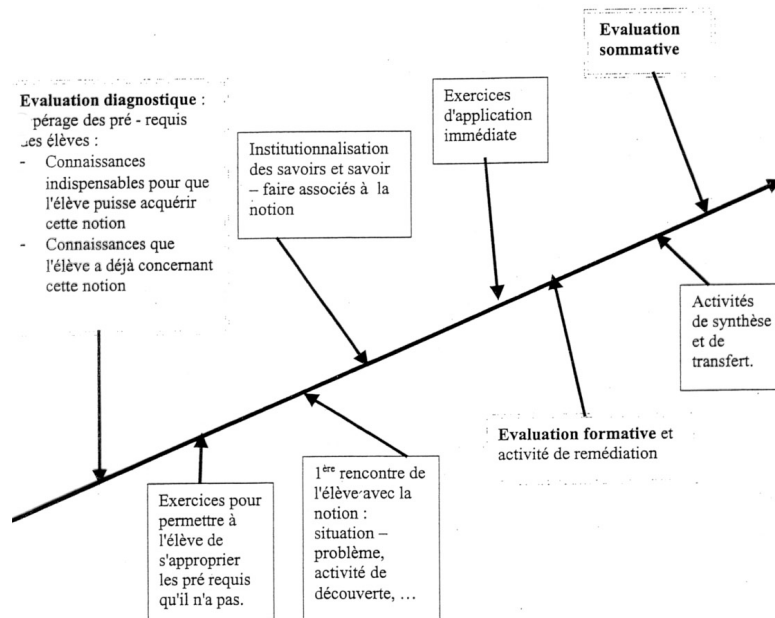 Evaluation
sommative
Evaluation diagnostique :
pérage des pré - requis
es élèves :
- Connaissances
indispensables pour que
l'élève puisse acquérir
cette notion
- Connaissances que
l'élève a déjà concernant
cette notion
Institutionnalisation
des savoirs et savoir
– faire associés à la
notion
Exercices
d'application
immédiate
Activités
de synthèse
et de
transfert.
Evaluation formative et
activité de remédiation
1ère rencontre de
l'élève avec la
notion :
situation –
problème,
activité de
découverte, …
Exercices pour
permettre à
l'élève de
s'approprier
les pré requis
qu'il n'a pas.